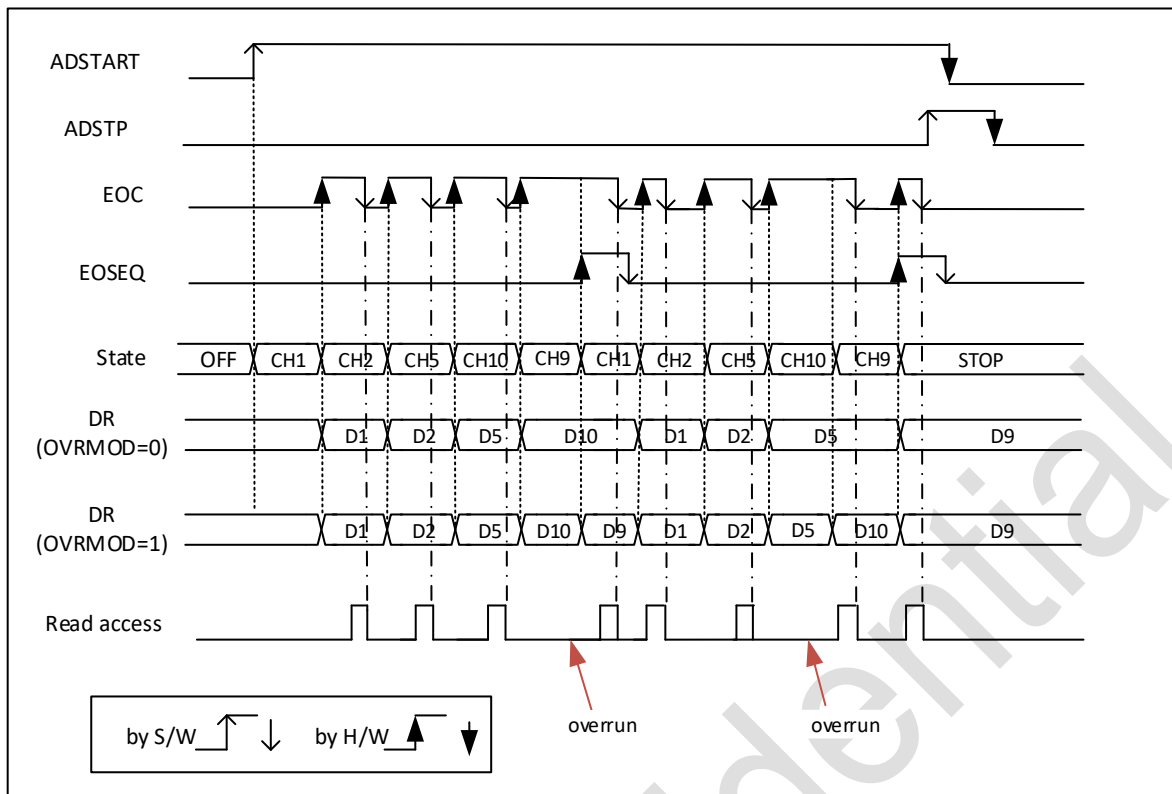 ADSTART
ADSTP
EOC
EOSEQ
State OFF CH1 CH2 CH5 CH10 CH9 CH1 CH2 CH5 CH10 CH9 STOP
DR
(OVRMOD=0) D1 D2 D5 D10 D1 D2 D5 D9
DR
(OVRMOD=1) D1 D2 D5 D10 D9 D1 D2 D5 D10 D9
Read access
overrun overrun
by S/W by H/W
idential